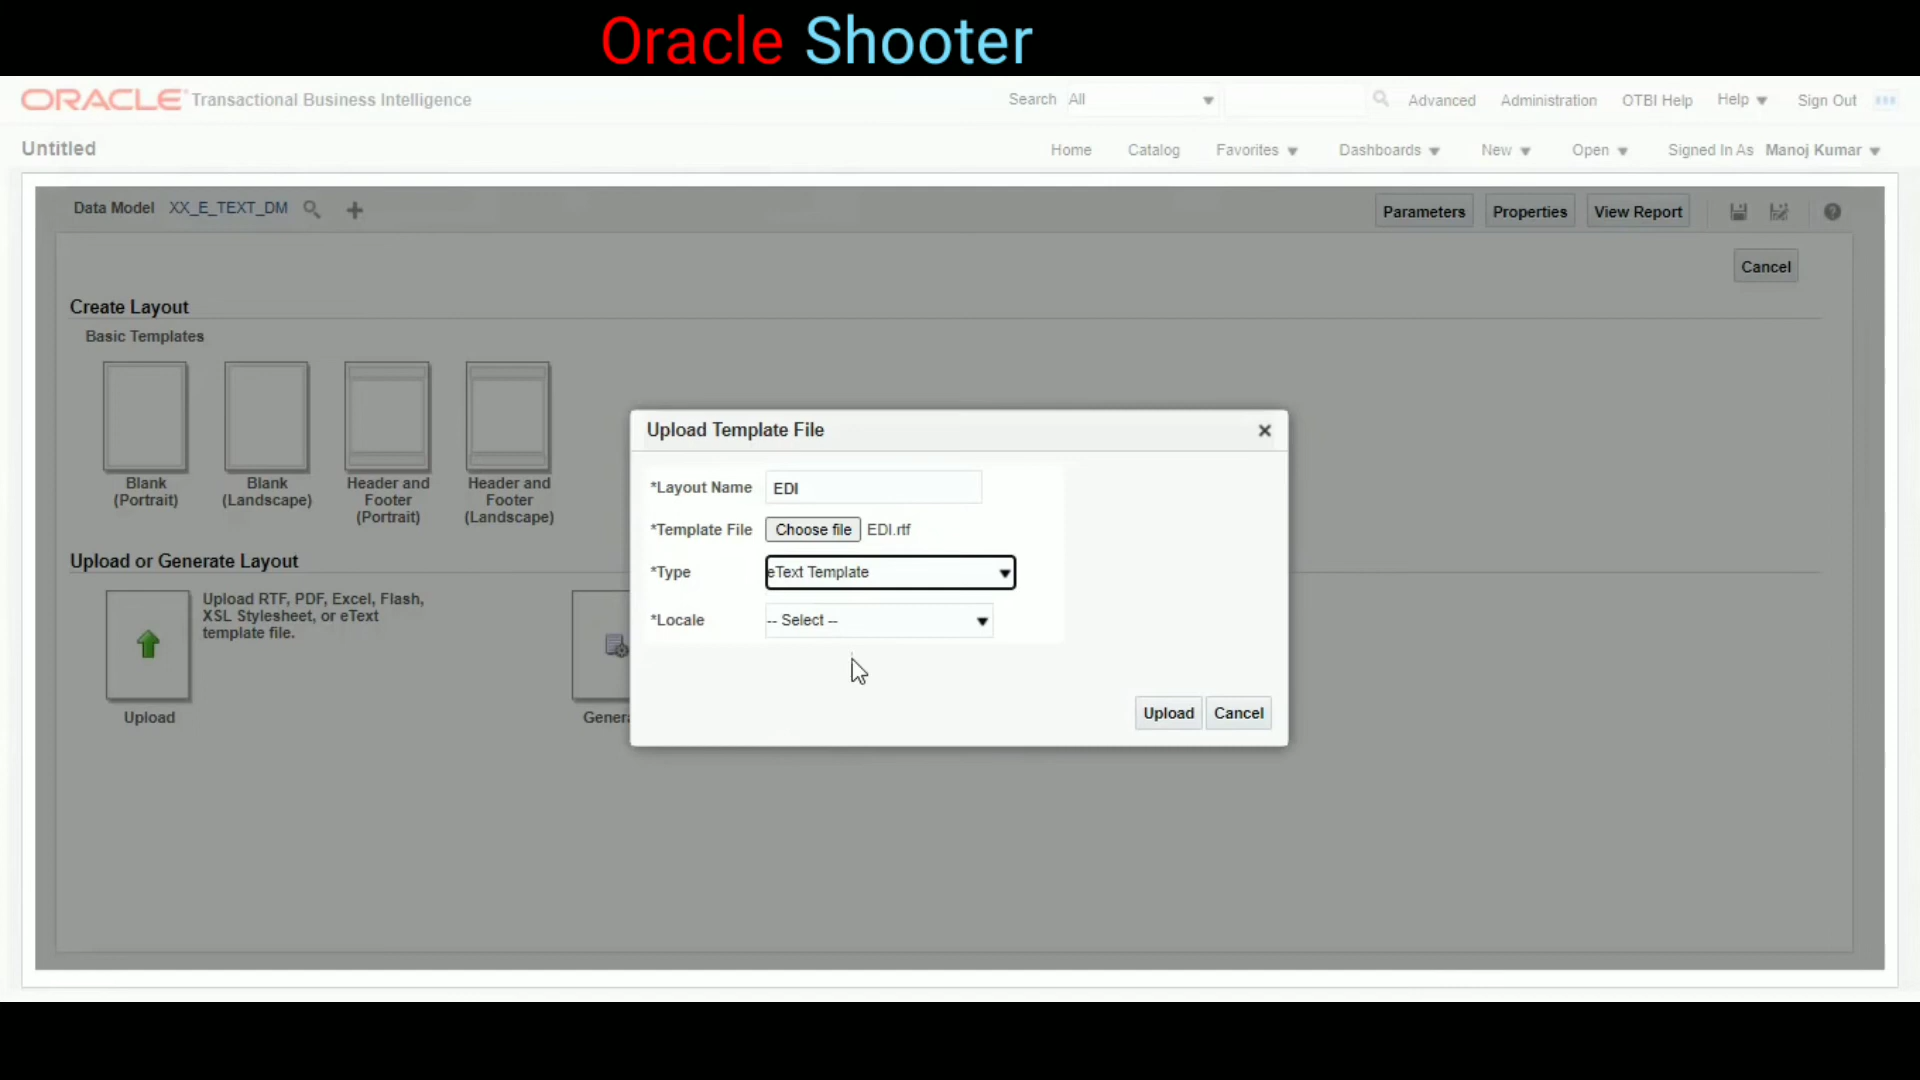 Oracle Shooter
ORACLE Transactional Business Intelligence
Search All Advanced Administration OTBI Help Help Sign Out
Untitled
Home Catalog Favorites Dashboards New Open Signed In As Manoj Kumar
Data Model XX_E_TEXT_DM Parameters Properties View Report
Cancel
Create Layout
Basic Templates
Blank
(Portrait)
Blank
(Landscape)
Header and
Footer
(Portrait)
Header and
Footer
(Landscape)
Upload or Generate Layout
Upload RTF, PDF, Excel, Flash,
XSL Stylesheet, or eText
template file.
Upload
Genera
Upload Template File
*Layout Name EDI
*Template File Choose file EDI.rtf
*Type eText Template
*Locale -- Select --
Upload Cancel